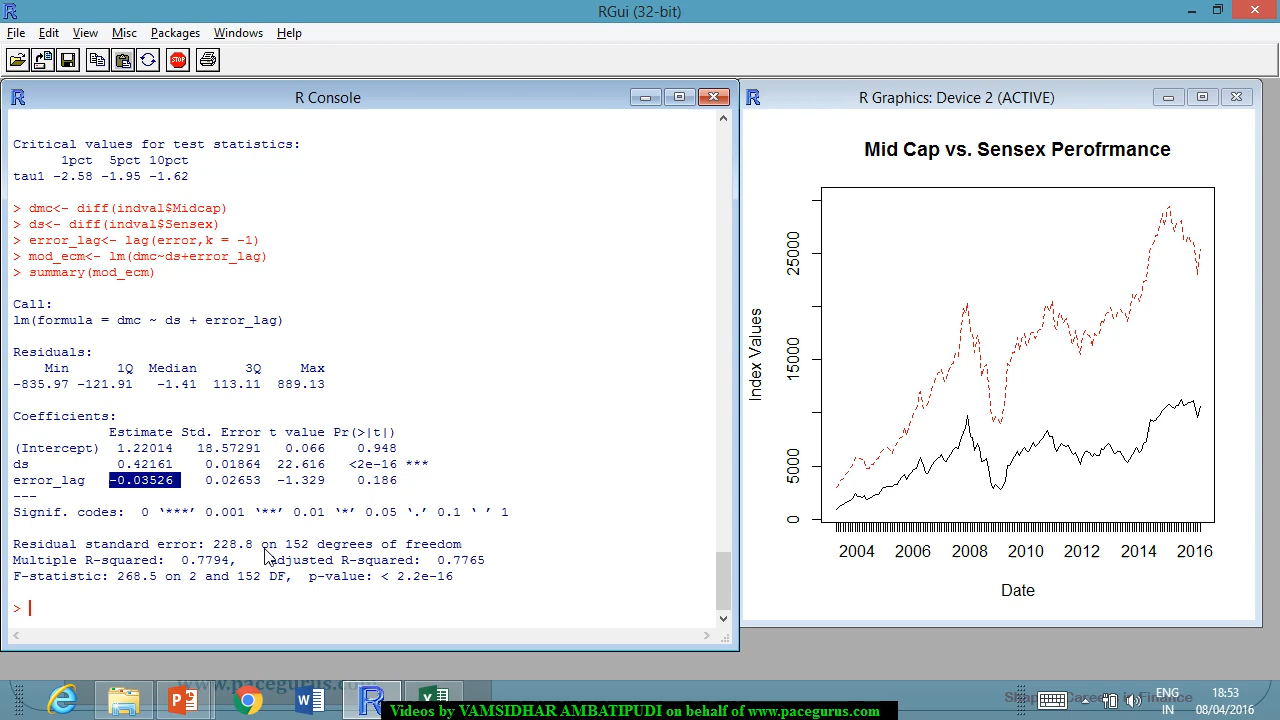 RGui (32-bit)
File Edit View Misc Packages Windows Help
STOP
R Console
Critical values for test statistics:
1pct 5pct 10pct
tau1 -2.58 -1.95 -1.62
> dmc<- diff(indval$Midcap)
> ds<- diff(indval$Sensex)
> error_lag<- lag(error,k = -1)
> mod_ecm<- lm(dmc~ds+error_lag)
> summary(mod_ecm)
Call:
lm(formula = dmc ~ ds + error_lag)
Residuals:
Min 1Q Median 3Q Max
-835.97 -121.91 -1.41 113.11 889.13
Coefficients:
Estimate Std. Error t value Pr(>|t|)
(Intercept) 1.22014 18.57291 0.066 0.948
ds 0.42161 0.01864 22.616 <2e-16 ***
error_lag -0.03526 0.02653 -1.329 0.186
---
Signif. codes: 0 ‘***’ 0.001 ‘**’ 0.01 ‘*’ 0.05 ‘.’ 0.1 ‘ ’ 1
Residual standard error: 228.8 on 152 degrees of freedom
Multiple R-squared: 0.7794, Adjusted R-squared: 0.7765
F-statistic: 268.5 on 2 and 152 DF, p-value: < 2.2e-16
>
R Graphics: Device 2 (ACTIVE)
Mid Cap vs. Sensex Perofrmance
Index Values
25000
15000
5000
0
2004 2006 2008 2010 2012 2014 2016
Date
www.pacegurus.com
ENG
IN
18:53
08/04/2016
Videos by VAMSIDHAR AMBATIPUDI on behalf of www.pacegurus.com